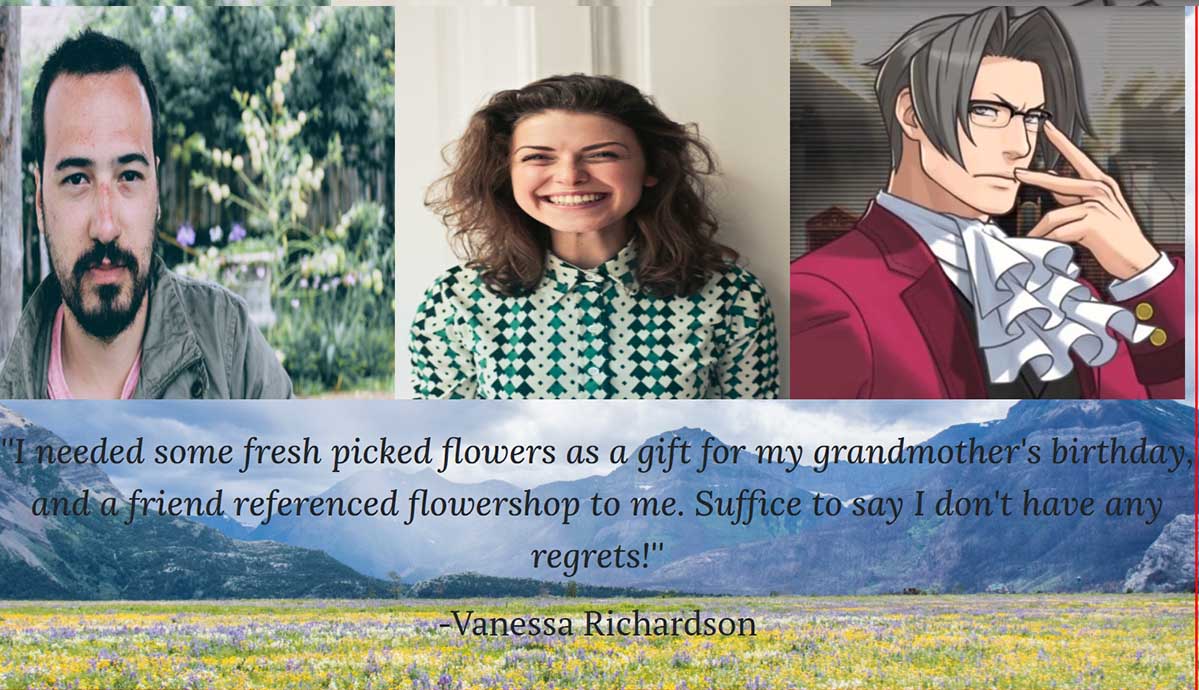 "I needed some fresh picked flowers as a gift for my grandmother's birthday,
and a friend referenced flowershop to me. Suffice to say I don't have any
regrets!"
-Vanessa Richardson